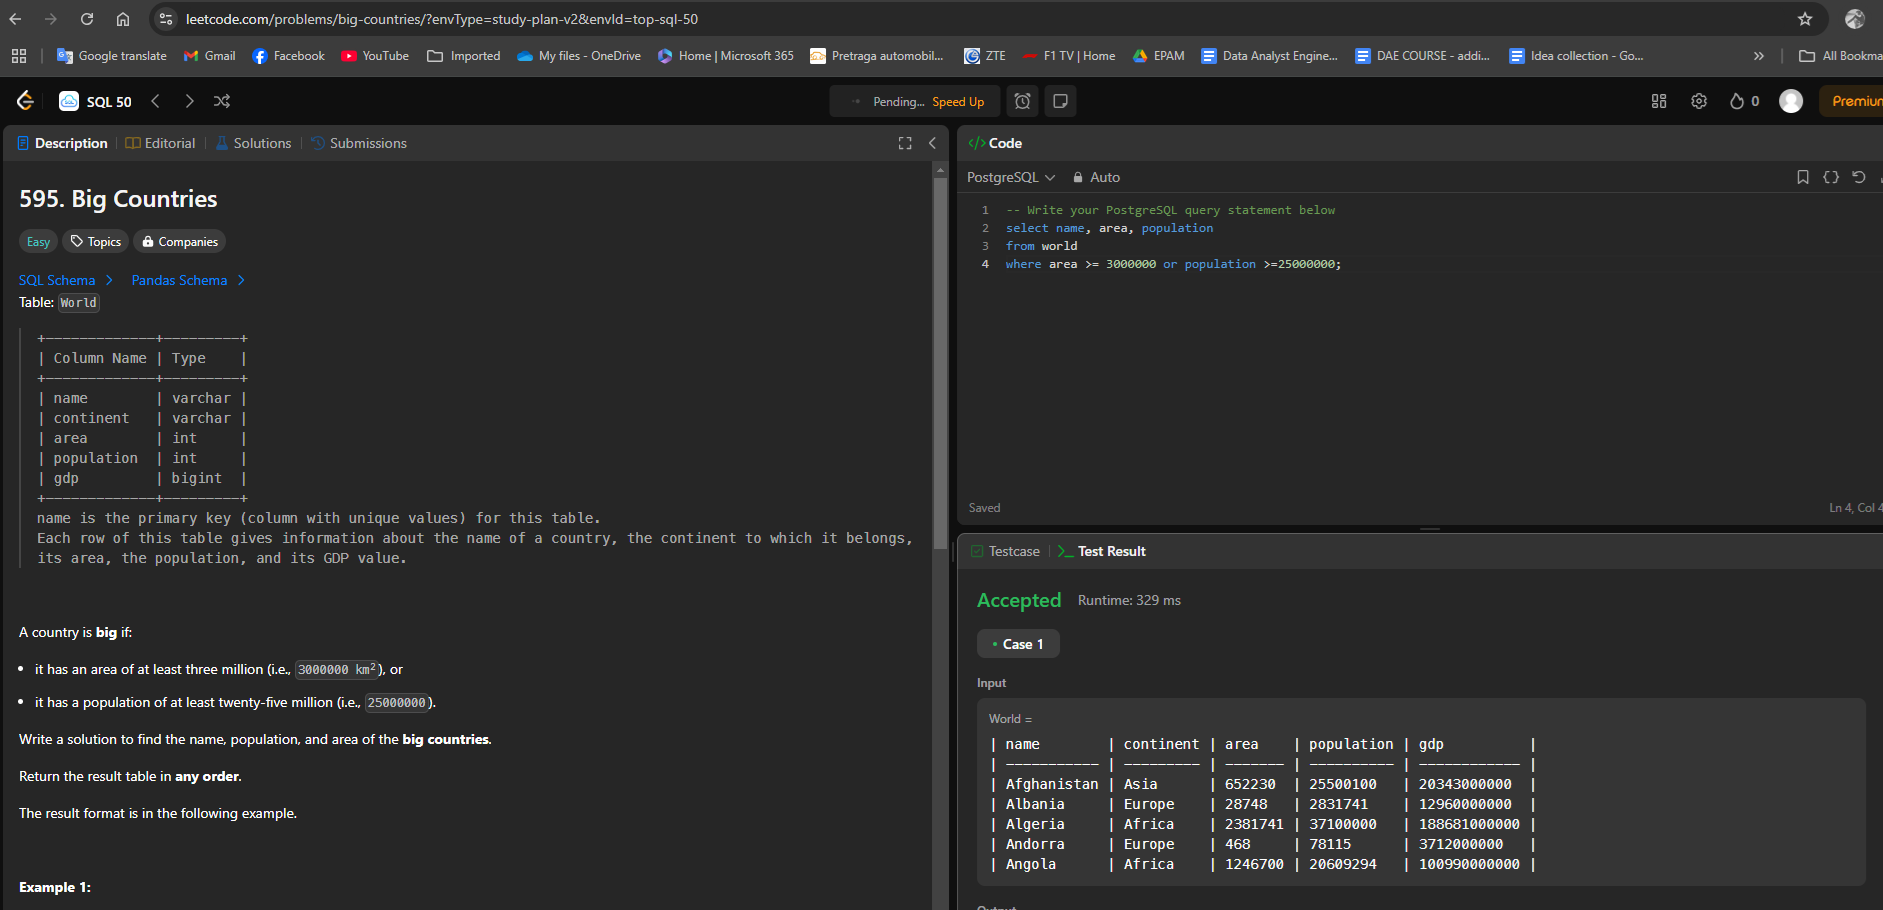 leetcode.com/problems/big-countries/?envType=study-plan-v2&envId=top-sql-50
Google translate Gmail Facebook YouTube Imported My files - OneDrive Home | Microsoft 365 Pretraga automobil... ZTE F1 TV | Home EPAM Data Analyst Engine... DAE COURSE - addi... Idea collection - Go... All Bookma
SQL 50 Pending... Speed Up 0 Premium
Description Editorial Solutions Submissions
595. Big Countries
Easy Topics Companies
SQL Schema Pandas Schema
Table: World
+-------------+---------+
| Column Name | Type    |
+-------------+---------+
| name        | varchar |
| continent   | varchar |
| area        | int     |
| population  | int     |
| gdp         | bigint  |
+-------------+---------+
name is the primary key (column with unique values) for this table.
Each row of this table gives information about the name of a country, the continent to which it belongs,
its area, the population, and its GDP value.
A country is big if:
• it has an area of at least three million (i.e., 3000000 km²), or
• it has a population of at least twenty-five million (i.e., 25000000).
Write a solution to find the name, population, and area of the big countries.
Return the result table in any order.
The result format is in the following example.
Example 1:
</> Code
PostgreSQL Auto
1 -- Write your PostgreSQL query statement below
2 select name, area, population
3 from world
4 where area >= 3000000 or population >=25000000;
Saved Ln 4, Col 4
Testcase Test Result
Accepted Runtime: 329 ms
• Case 1
Input
World =
| name        | continent | area    | population | gdp          |
| ----------- | --------- | ------- | ---------- | ------------ |
| Afghanistan | Asia      | 652230  | 25500100   | 20343000000  |
| Albania     | Europe    | 28748   | 2831741    | 12960000000  |
| Algeria     | Africa    | 2381741 | 37100000   | 188681000000 |
| Andorra     | Europe    | 468     | 78115      | 3712000000   |
| Angola      | Africa    | 1246700 | 20609294   | 100990000000 |
Output